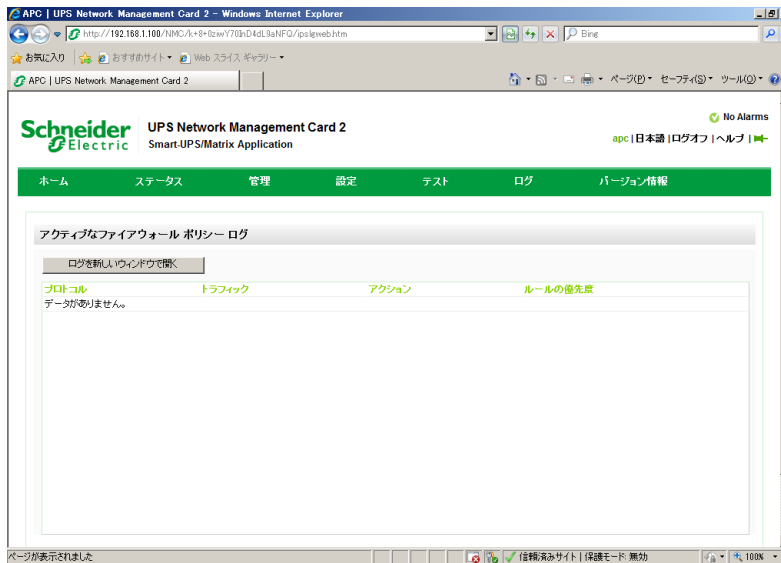 APC | UPS Network Management Card 2 - Windows Internet Explorer
http://192.168.1.100/NMC/k+8+0ziwY70InD4dL9aNFQ/ipslgweb.htm
Bing
お気に入り おすすめサイト Web スライス ギャラリー
APC | UPS Network Management Card 2
ページ(P) セーフティ(S) ツール(O)
No Alarms
Schneider Electric
UPS Network Management Card 2
Smart-UPS/Matrix Application
apc | 日本語 | ログオフ | ヘルプ |
ホーム ステータス 管理 設定 テスト ログ バージョン情報
アクティブなファイアウォール ポリシー ログ
ログを新しいウィンドウで開く
プロトコル トラフィック アクション ルールの優先度
データがありません。
ページが表示されました 信頼済みサイト | 保護モード: 無効 100%